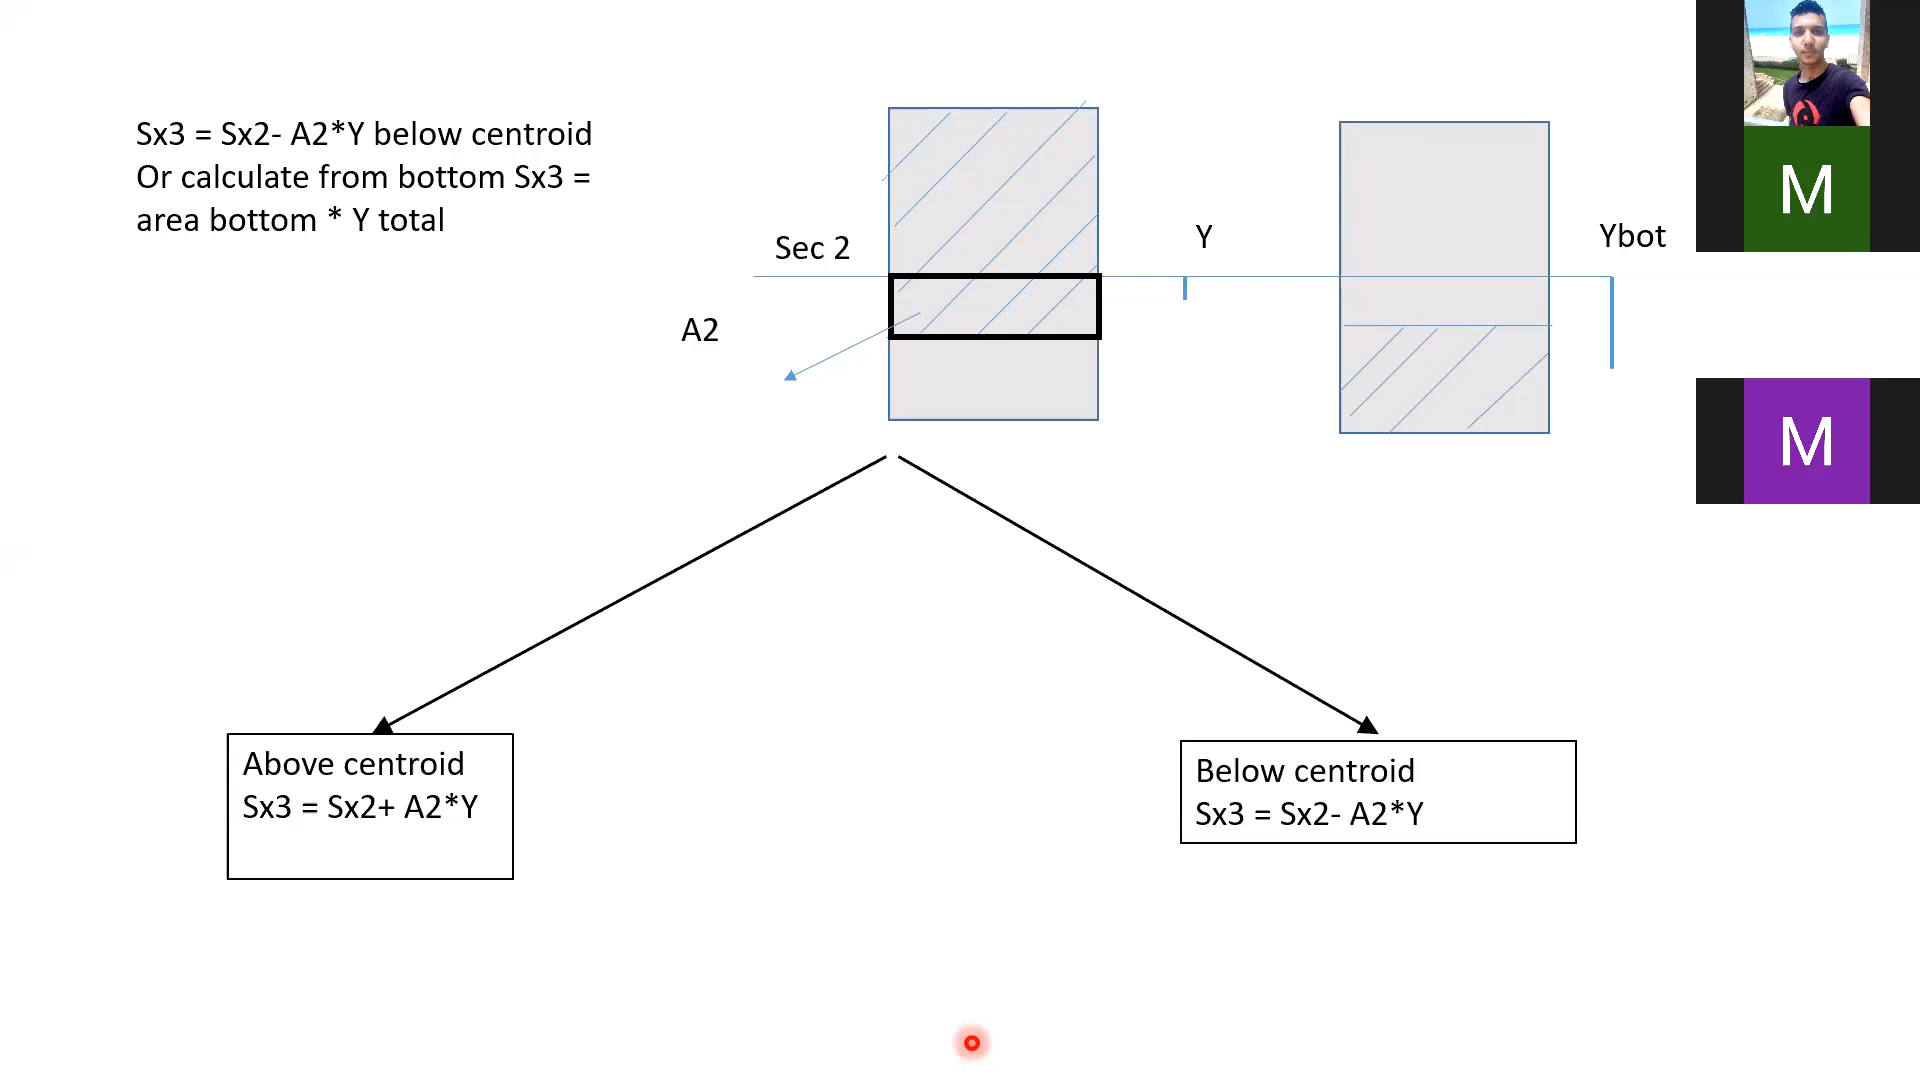 Sx3 = Sx2- A2*Y below centroid
Or calculate from bottom Sx3 =
area bottom * Y total
Sec 2
A2
Y
Ybot
M
M
Above centroid
Sx3 = Sx2+ A2*Y
Below centroid
Sx3 = Sx2- A2*Y